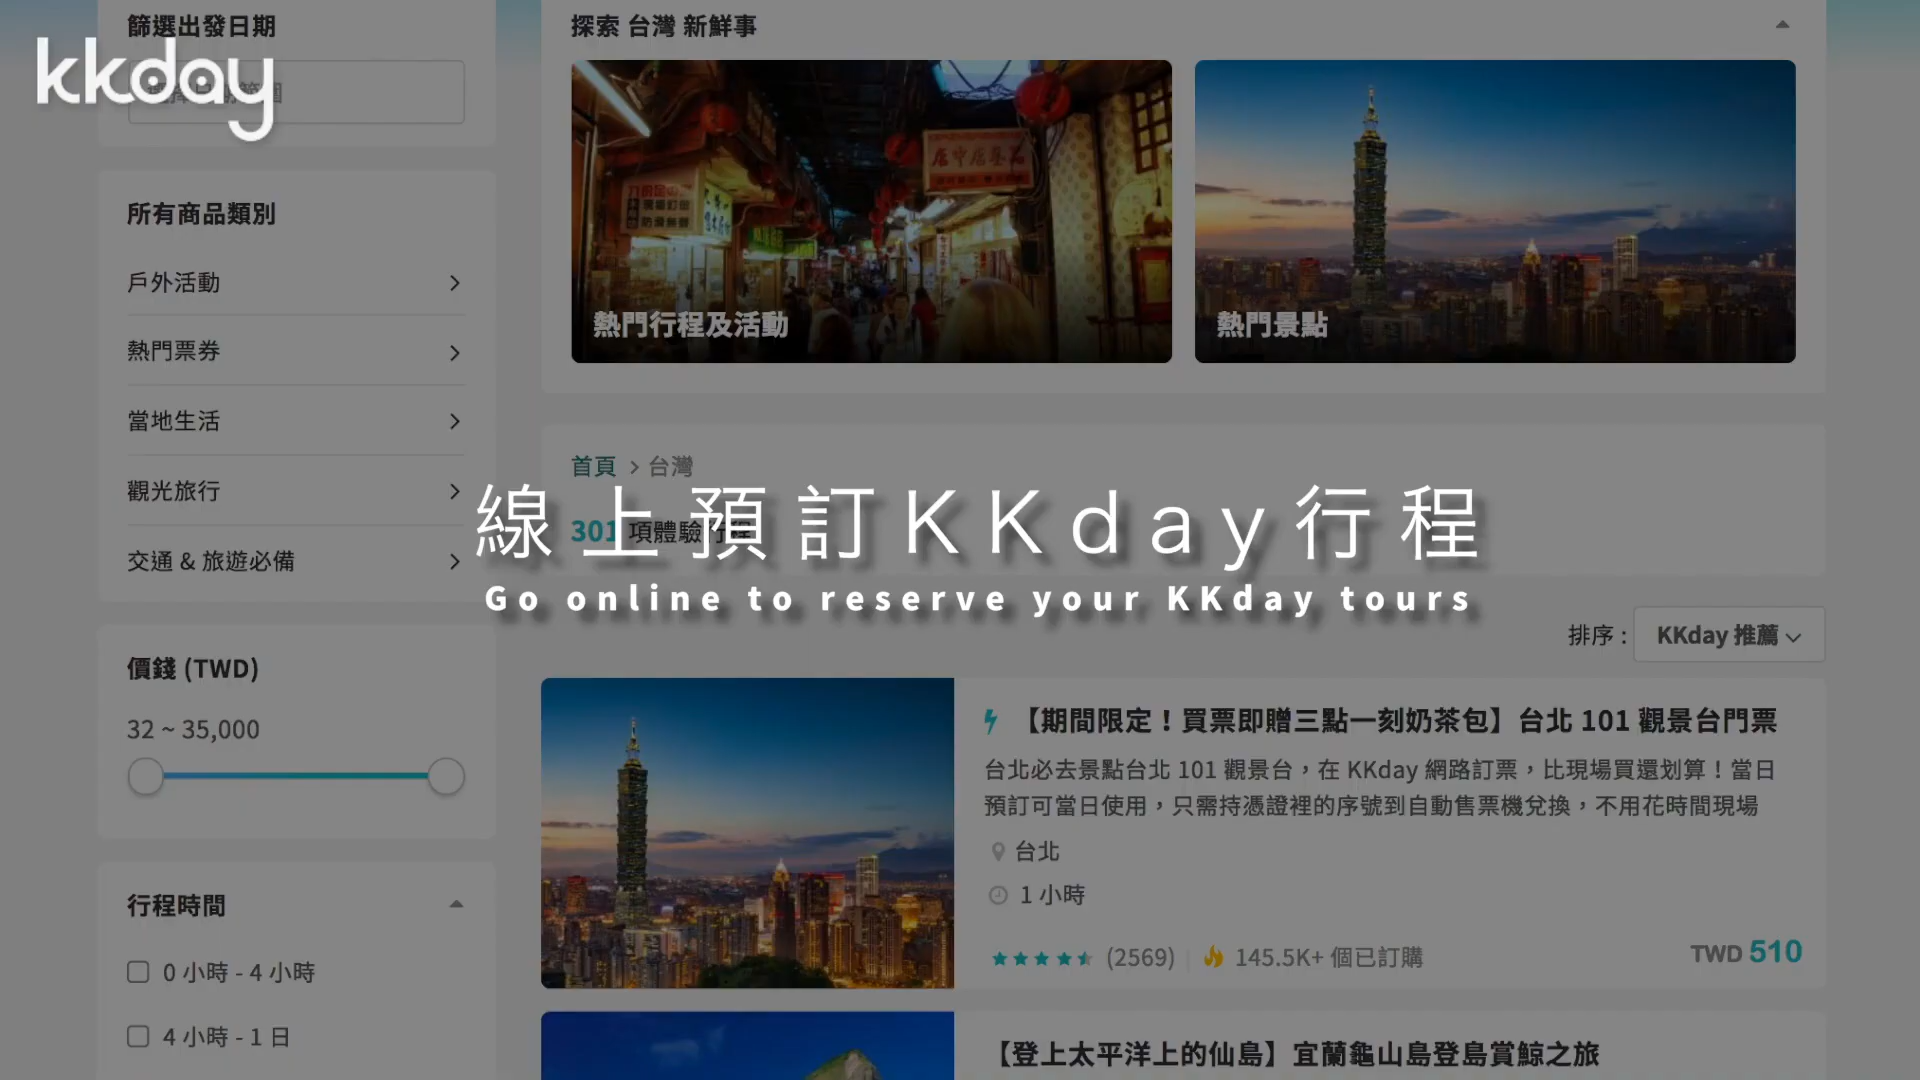 kkday
篩選出發日期
所有商品類別
戶外活動
熱門票券
當地生活
觀光旅行
交通 & 旅遊必備
價錢 (TWD)
32 ~ 35,000
行程時間
0 小時 - 4 小時
4 小時 - 1 日
探索 台灣 新鮮事
熱門行程及活動
熱門景點
首頁 > 台灣
301 項體驗行程
線上預訂KKday行程
Go online to reserve your KKday tours
排序 : KKday 推薦
【期間限定！買票即贈三點一刻奶茶包】台北 101 觀景台門票
台北必去景點台北 101 觀景台，在 KKday 網路訂票，比現場買還划算！當日
預訂可當日使用，只需持憑證裡的序號到自動售票機兌換，不用花時間現場
台北
1 小時
(2569) 145.5K+ 個已訂購
TWD 510
【登上太平洋上的仙島】宜蘭龜山島登島賞鯨之旅